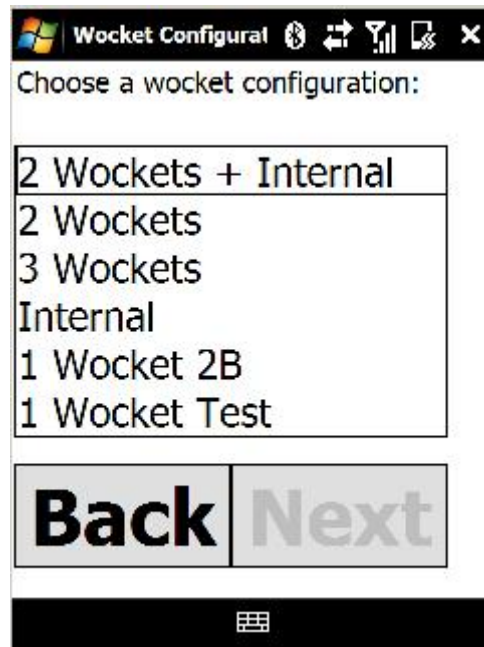 Wocket Configurat
Choose a wocket configuration:
2 Wockets + Internal
2 Wockets
3 Wockets
Internal
1 Wocket 2B
1 Wocket Test
Back Next